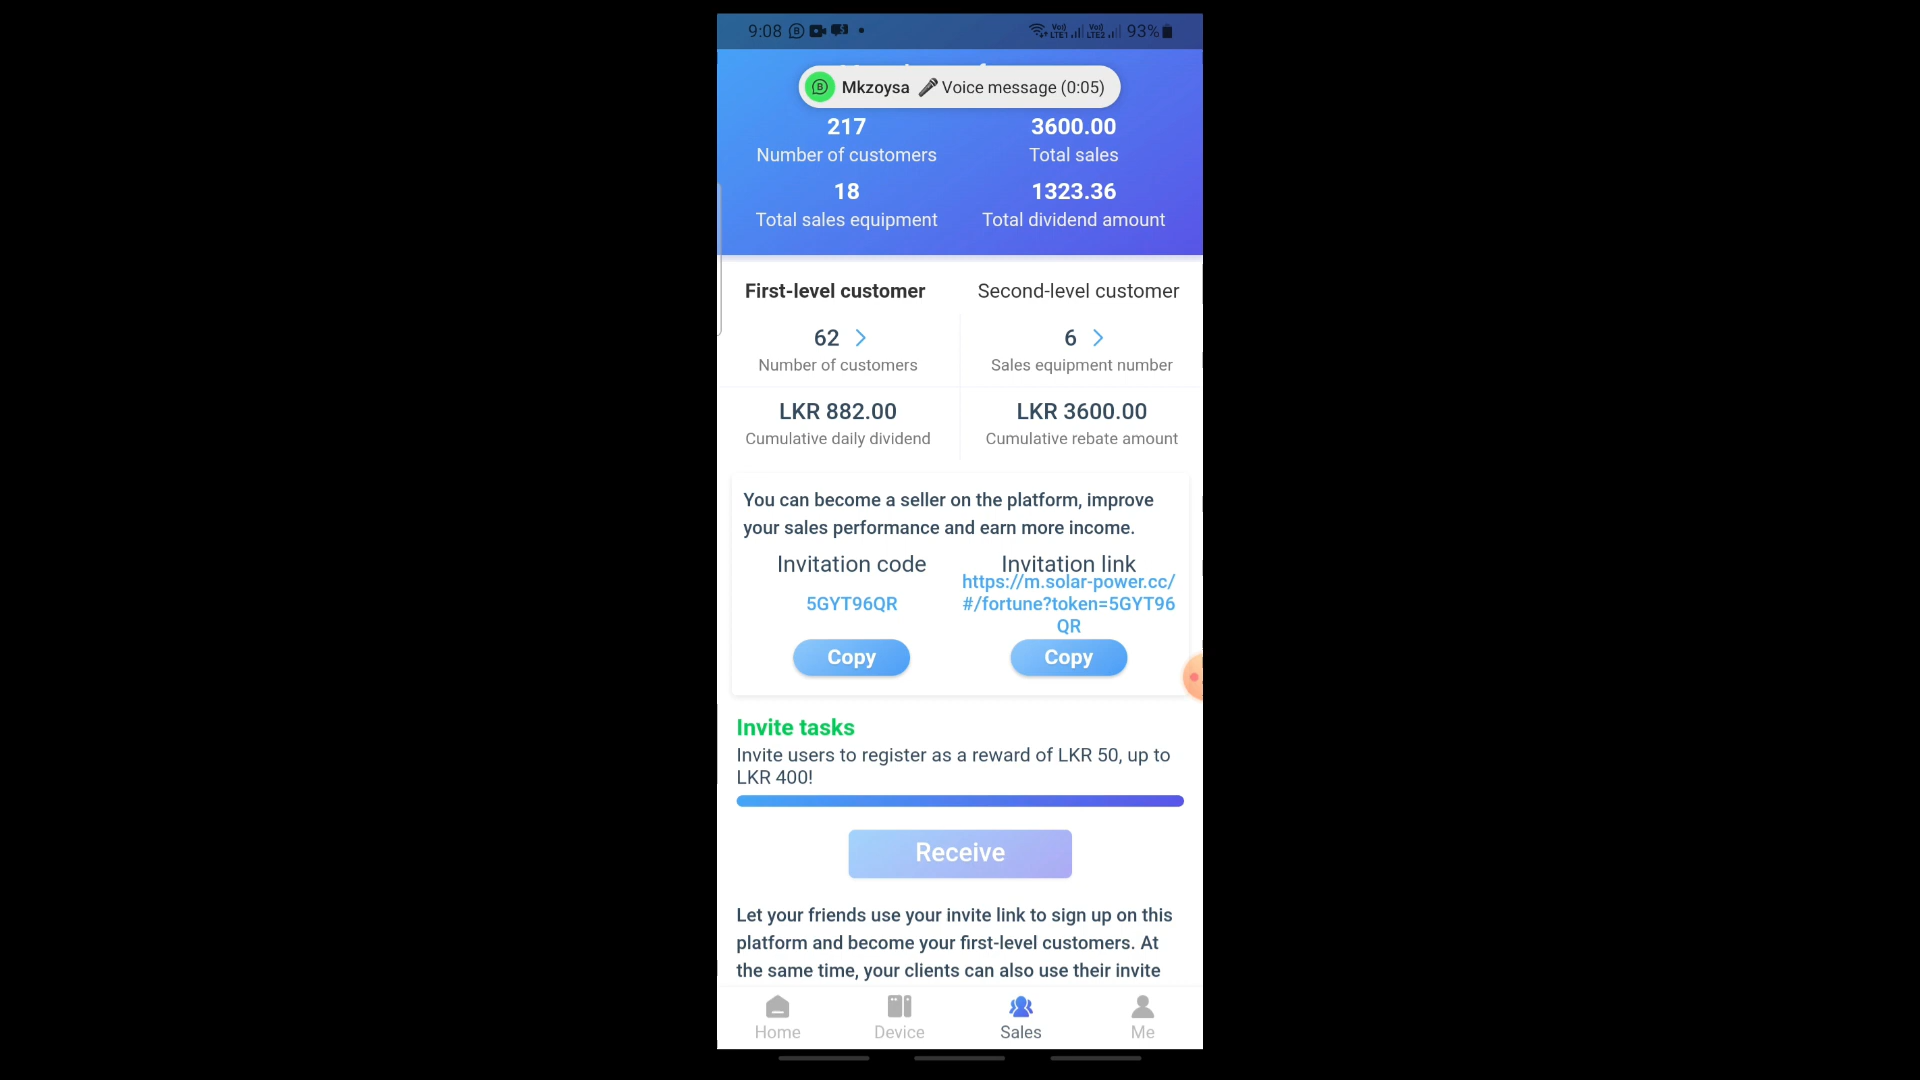 9:08
VoI) LTE1 VoI) LTE2 93%
Mkzoysa Voice message (0:05)
217 3600.00
Number of customers Total sales
18 1323.36
Total sales equipment Total dividend amount
First-level customer Second-level customer
62 6
Number of customers Sales equipment number
LKR 882.00 LKR 3600.00
Cumulative daily dividend Cumulative rebate amount
You can become a seller on the platform, improve
your sales performance and earn more income.
Invitation code Invitation link
5GYT96QR
https://m.solar-power.cc/
#/fortune?token=5GYT96
QR
Copy Copy
Invite tasks
Invite users to register as a reward of LKR 50, up to
LKR 400!
Receive
Let your friends use your invite link to sign up on this
platform and become your first-level customers. At
the same time, your clients can also use their invite
Home Device Sales Me